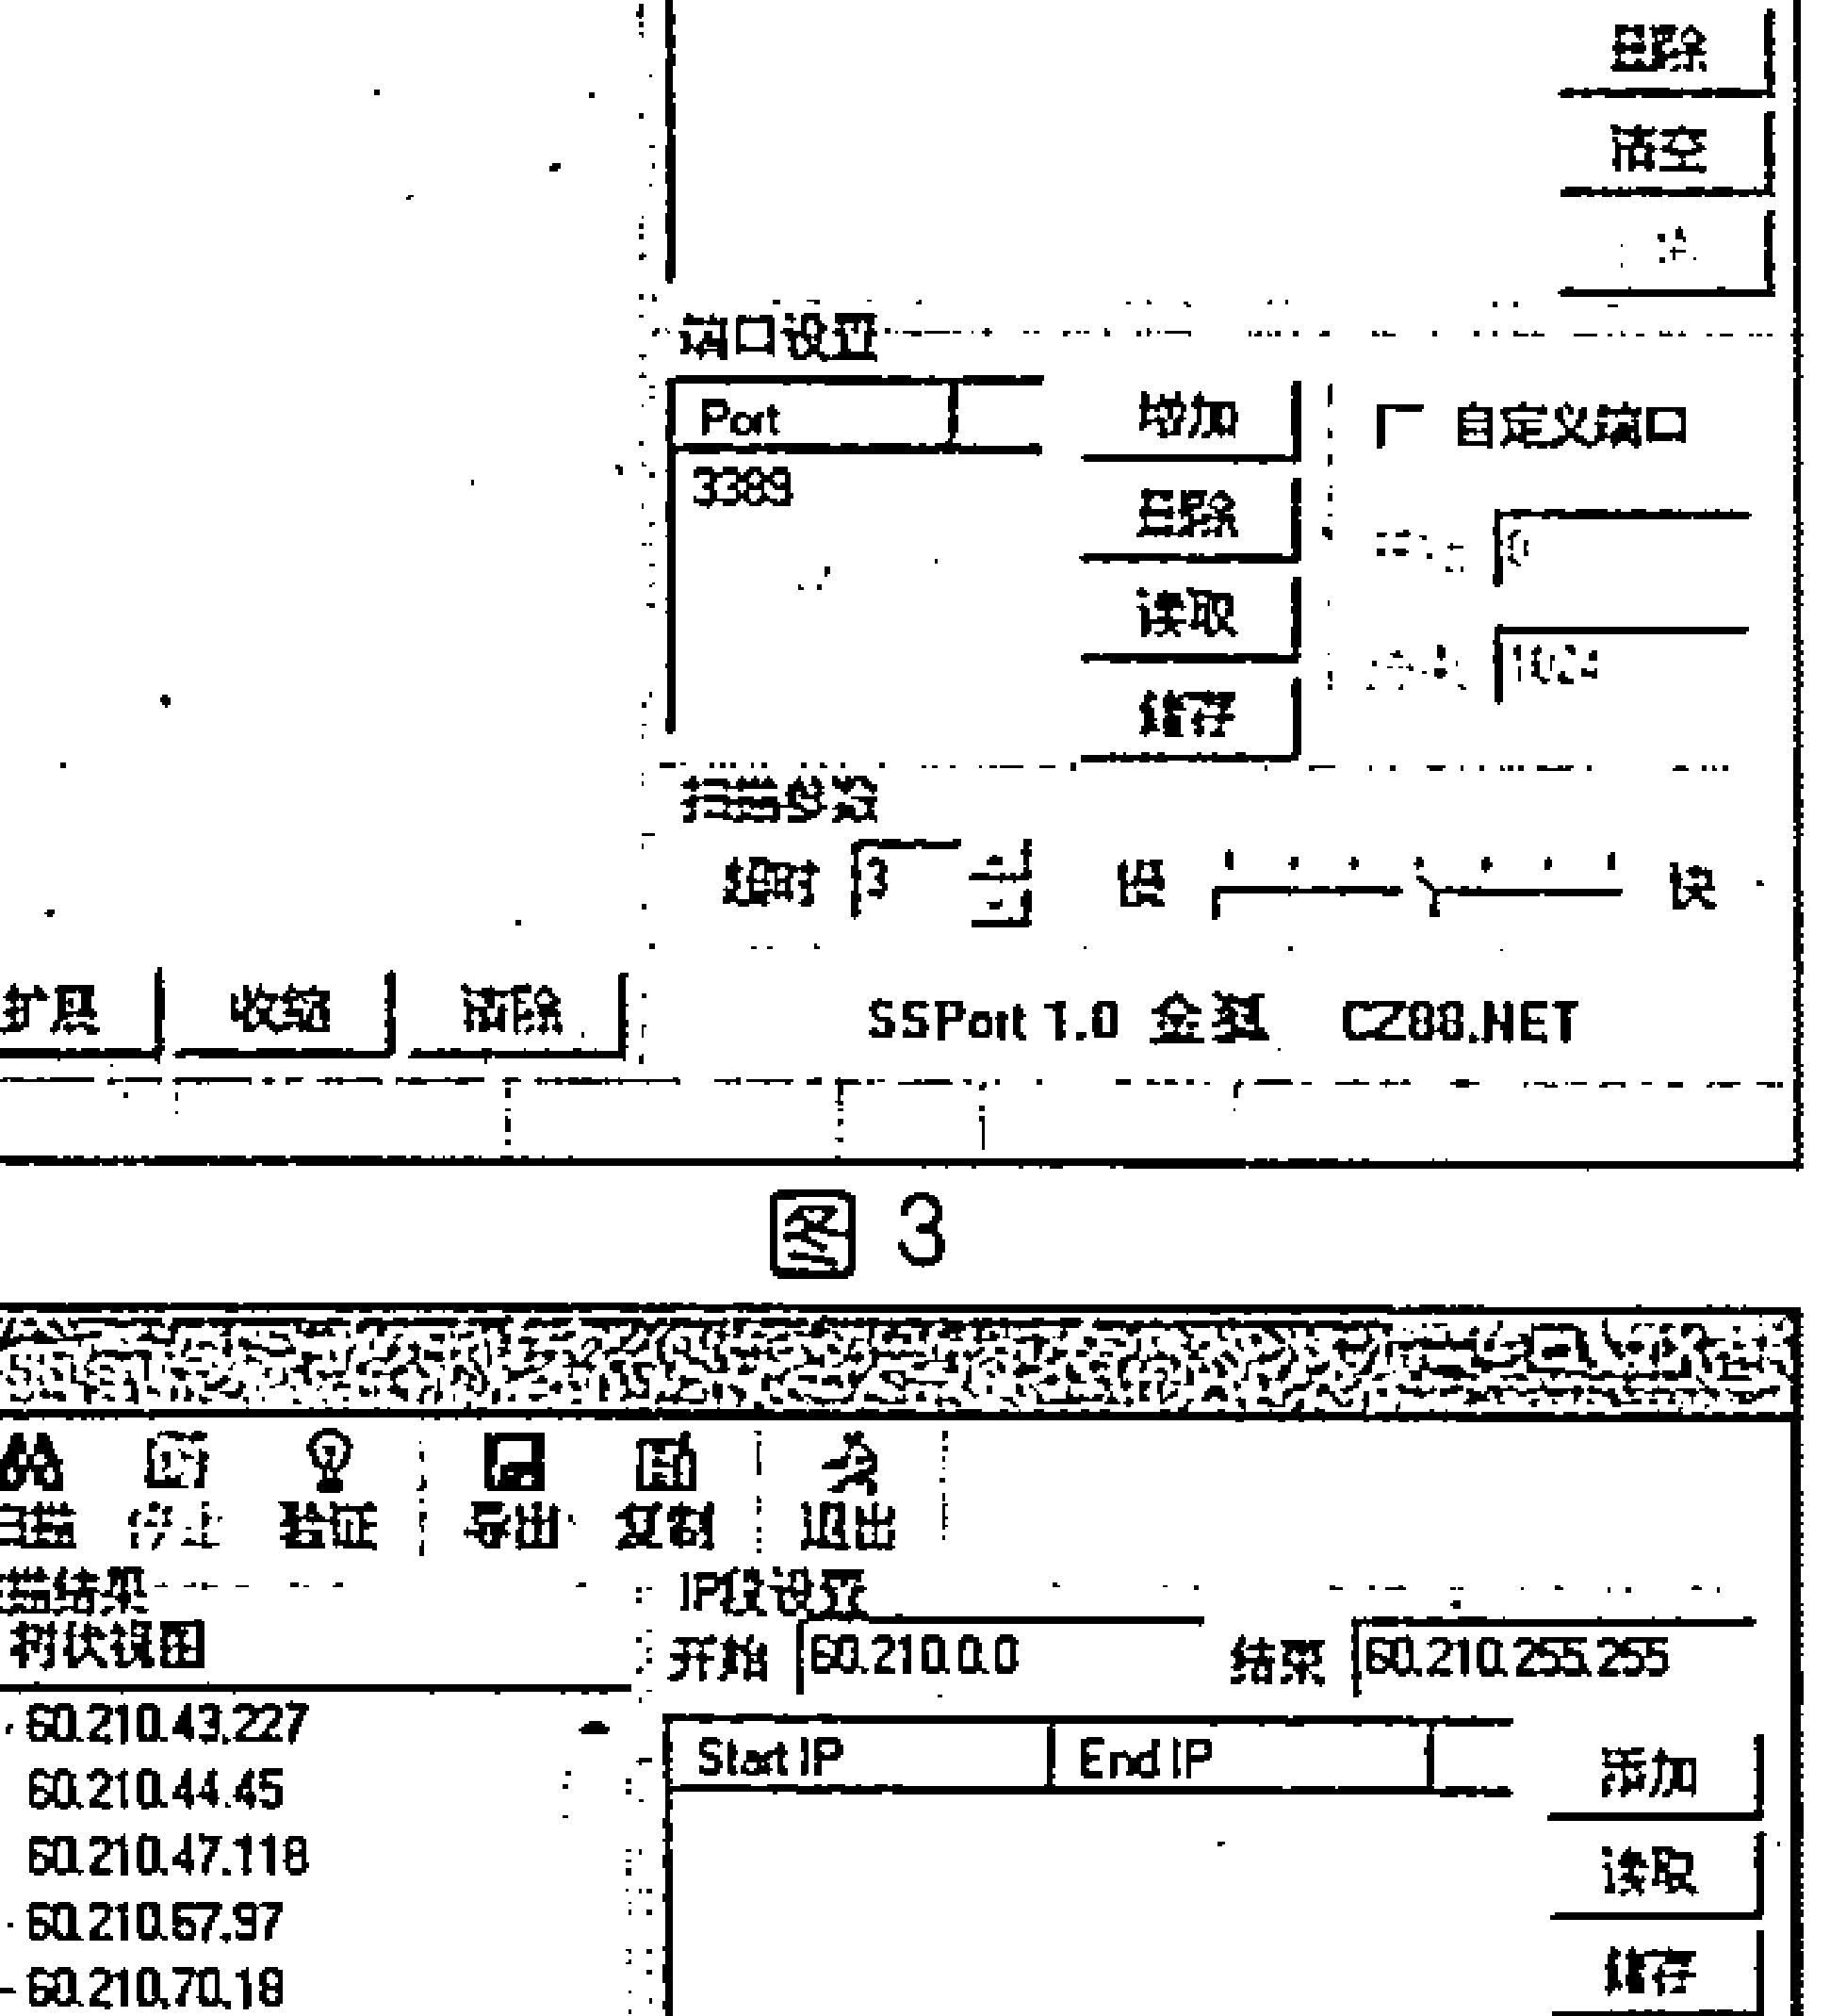 删除
清空
端口设置
Port
增加
自定义端口
3389
删除
0
读取
1024
储存
扫描参数
超时 3 慢 快
扩展 收缩 清除
SSPort 1.0 金狐 CZ88.NET
图 3
扫描 停止 验证 导出 复制 退出
扫描结果
IP段设置
树状视图
开始 60.210.0.0 结束 60.210.255.255
60.210.43.227
Start IP End IP
添加
60.210.44.45
60.210.47.118
读取
60.210.67.97
60.210.70.18
储存